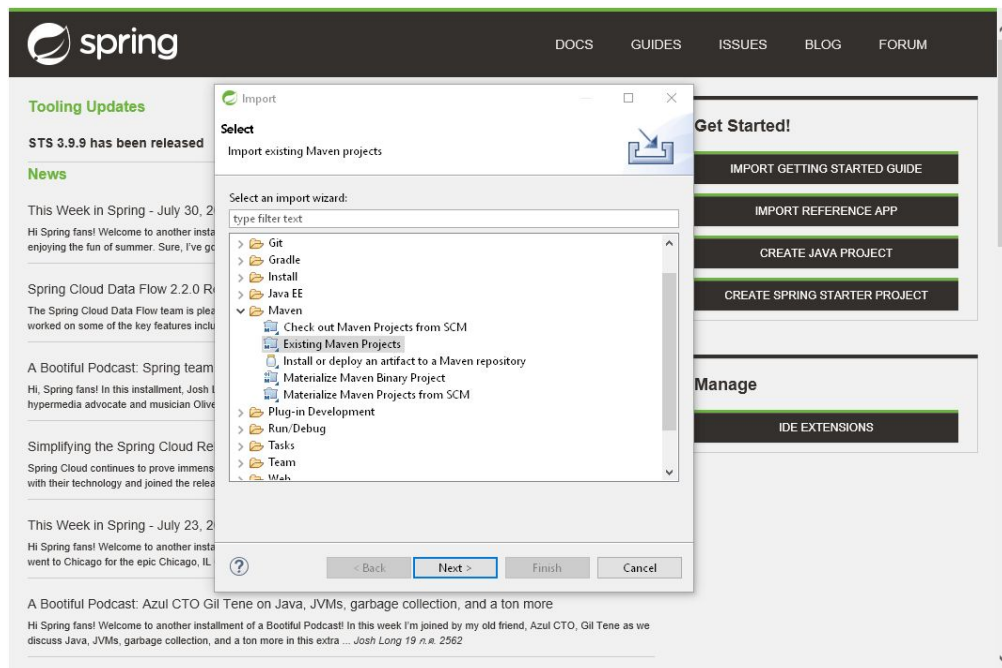 spring
DOCS GUIDES ISSUES BLOG FORUM
Tooling Updates
STS 3.9.9 has been released
News
This Week in Spring - July 30, 2
Hi Spring fans! Welcome to another insta
enjoying the fun of summer. Sure, I've go
Spring Cloud Data Flow 2.2.0 R
The Spring Cloud Data Flow team is plea
worked on some of the key features inclu
A Bootiful Podcast: Spring team
Hi, Spring fans! In this installment, Josh L
hypermedia advocate and musician Olive
Simplifying the Spring Cloud Re
Spring Cloud continues to prove immens
with their technology and joined the relea
This Week in Spring - July 23, 2
Hi Spring fans! Welcome to another insta
went to Chicago for the epic Chicago, IL
A Bootiful Podcast: Azul CTO Gil Tene on Java, JVMs, garbage collection, and a ton more
Hi Spring fans! Welcome to another installment of a Bootiful Podcast! In this week I'm joined by my old friend, Azul CTO, Gil Tene as we
discuss Java, JVMs, garbage collection, and a ton more in this extra ... Josh Long 19 ก.ค. 2562
Import
Select
Import existing Maven projects
Select an import wizard:
type filter text
Git
Gradle
Install
Java EE
Maven
Check out Maven Projects from SCM
Existing Maven Projects
Install or deploy an artifact to a Maven repository
Materialize Maven Binary Project
Materialize Maven Projects from SCM
Plug-in Development
Run/Debug
Tasks
Team
Web
? < Back Next > Finish Cancel
Get Started!
IMPORT GETTING STARTED GUIDE
IMPORT REFERENCE APP
CREATE JAVA PROJECT
CREATE SPRING STARTER PROJECT
Manage
IDE EXTENSIONS